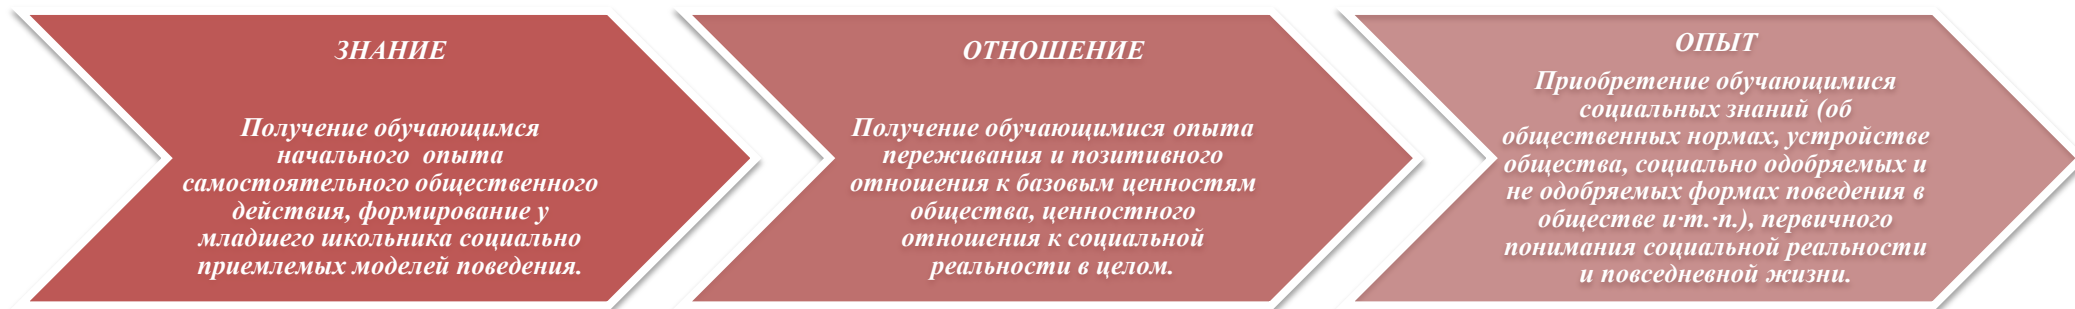 ЗНАНИЕ
Получение обучающимся
начального опыта
самостоятельного общественного
действия, формирование у
младшего школьника социально
приемлемых моделей поведения.
ОТНОШЕНИЕ
Получение обучающимися опыта
переживания и позитивного
отношения к базовым ценностям
общества, ценностного
отношения к социальной
реальности в целом.
ОПЫТ
Приобретение обучающимися
социальных знаний (об
общественных нормах, устройстве
общества, социально одобряемых и
не одобряемых формах поведения в
обществе и·т.·п.), первичного
понимания социальной реальности
и повседневной жизни.